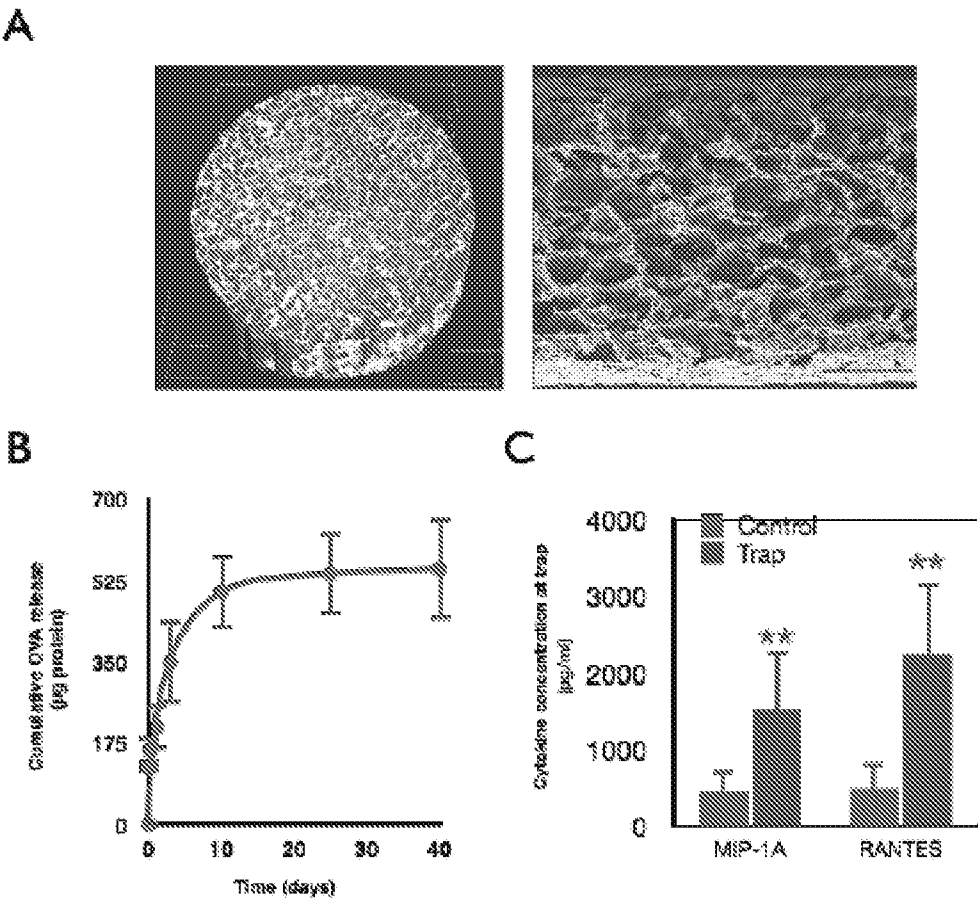 A
B
C
700
525
350
175
0
0
10
20
30
40
Cumulative OVA release
(µg protein)
Time (days)
Control
Trap
4000
3000
2000
1000
0
Cytokine concentration at trap
(pg/ml)
**
**
MIP-1A
RANTES